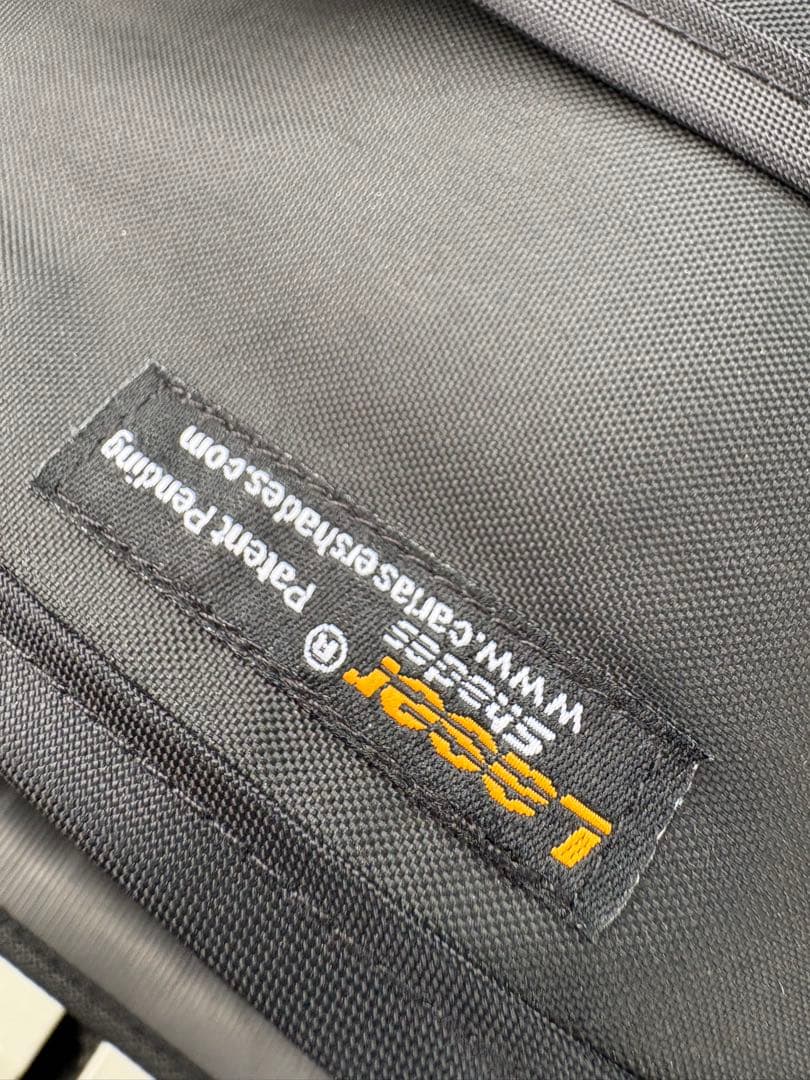 Laser® Patent Pending
shades
www.carlasershades.com